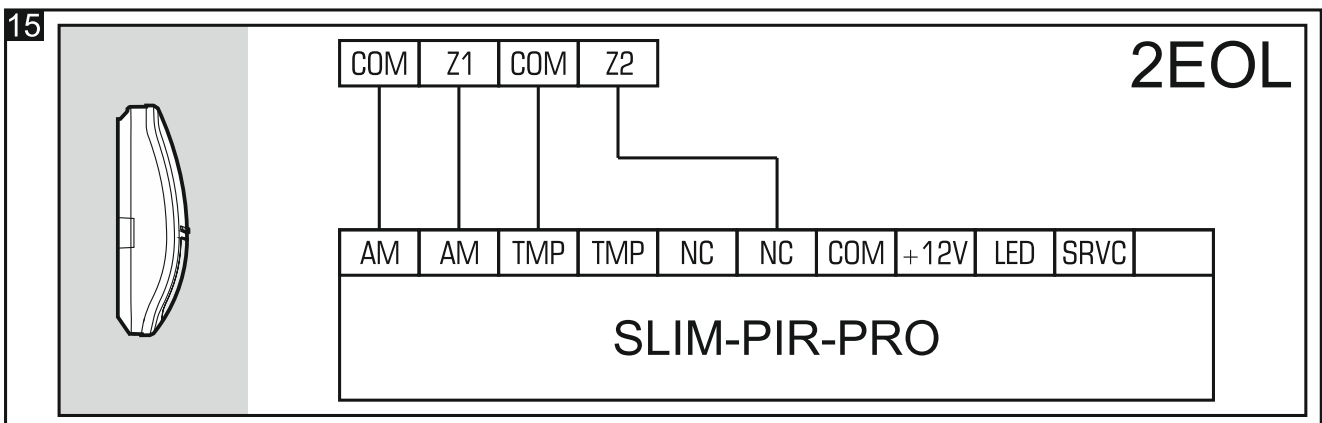 15
2EOL
COM Z1 COM Z2
AM AM TMP TMP NC NC COM +12V LED SRVC
SLIM-PIR-PRO